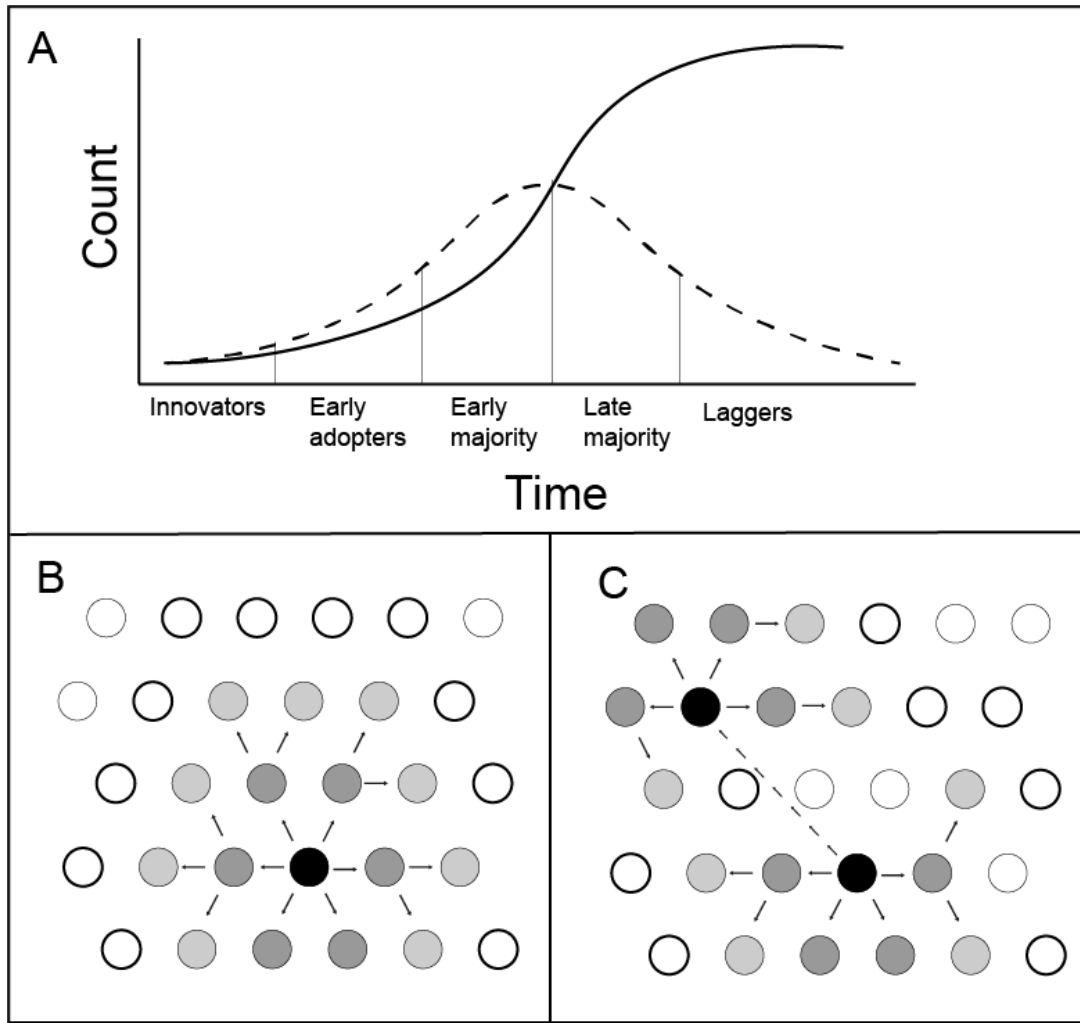 A
Count
Innovators
Early
adopters
Early
majority
Late
majority
Laggers
Time
B
C